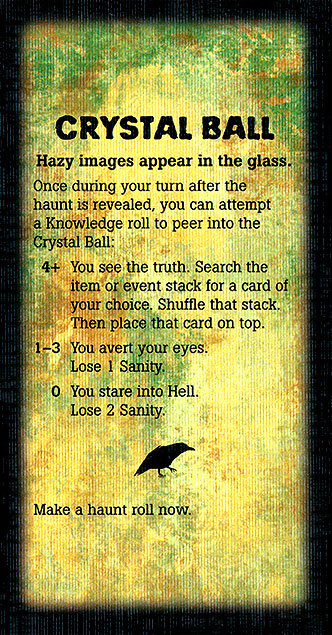 CRYSTAL BALL
Hazy images appear in the glass.
Once during your turn after the
haunt is revealed, you can attempt
a Knowledge roll to peer into the
Crystal Ball:
4+ You see the truth. Search the
item or event stack for a card of
your choice. Shuffle that stack.
Then place that card on top.
1–3 You avert your eyes.
Lose 1 Sanity.
0 You stare into Hell.
Lose 2 Sanity.
Make a haunt roll now.